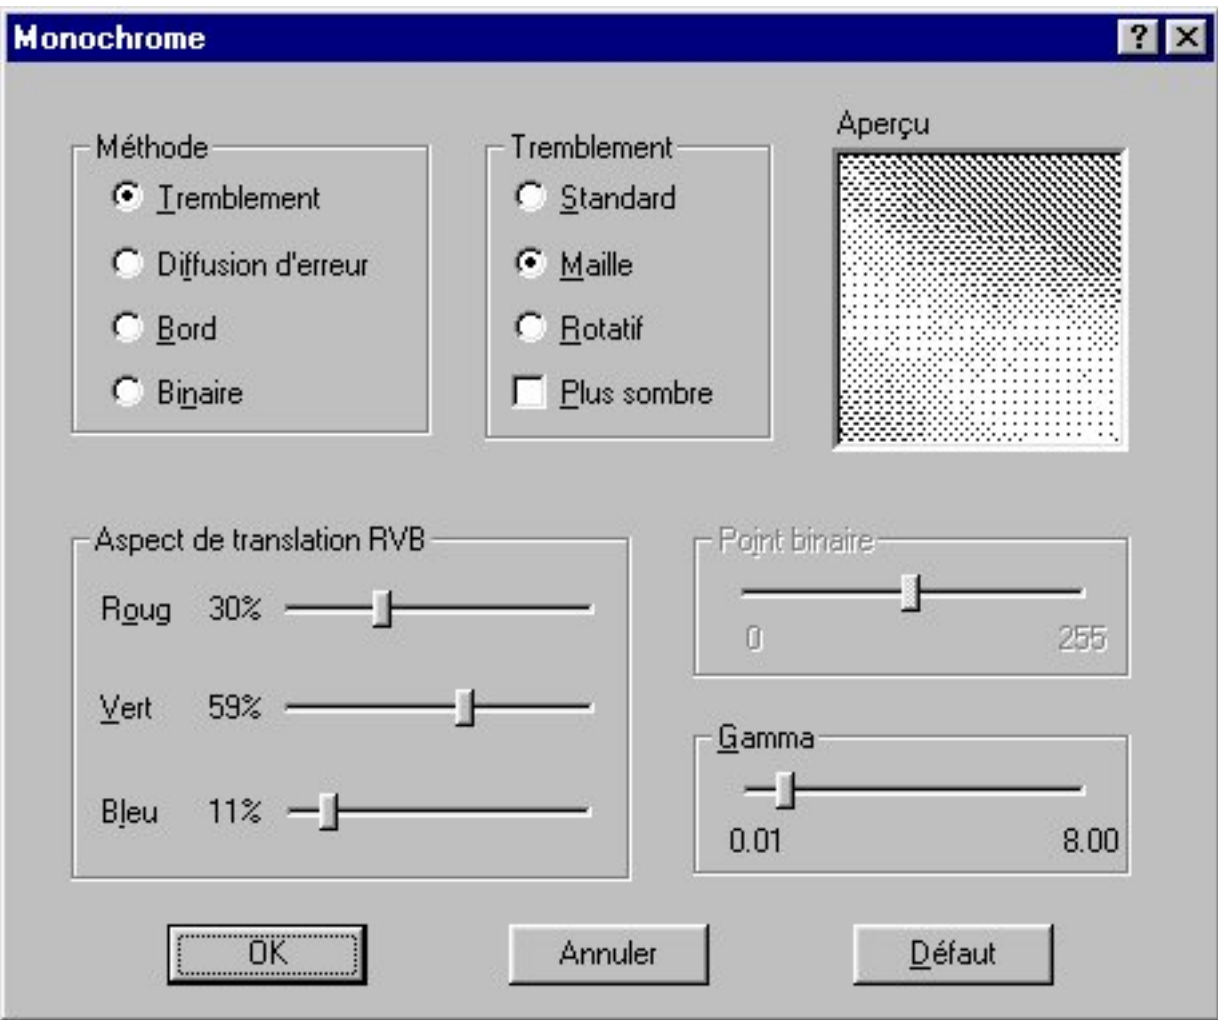 Monochrome
Méthode
Tremblement
Diffusion d'erreur
Bord
Binaire
Tremblement
Standard
Maille
Rotatif
Plus sombre
Aperçu
Aspect de translation RVB
Roug 30%
Vert 59%
Bleu 11%
Point binaire
0 255
Gamma
0.01 8.00
OK Annuler Défaut